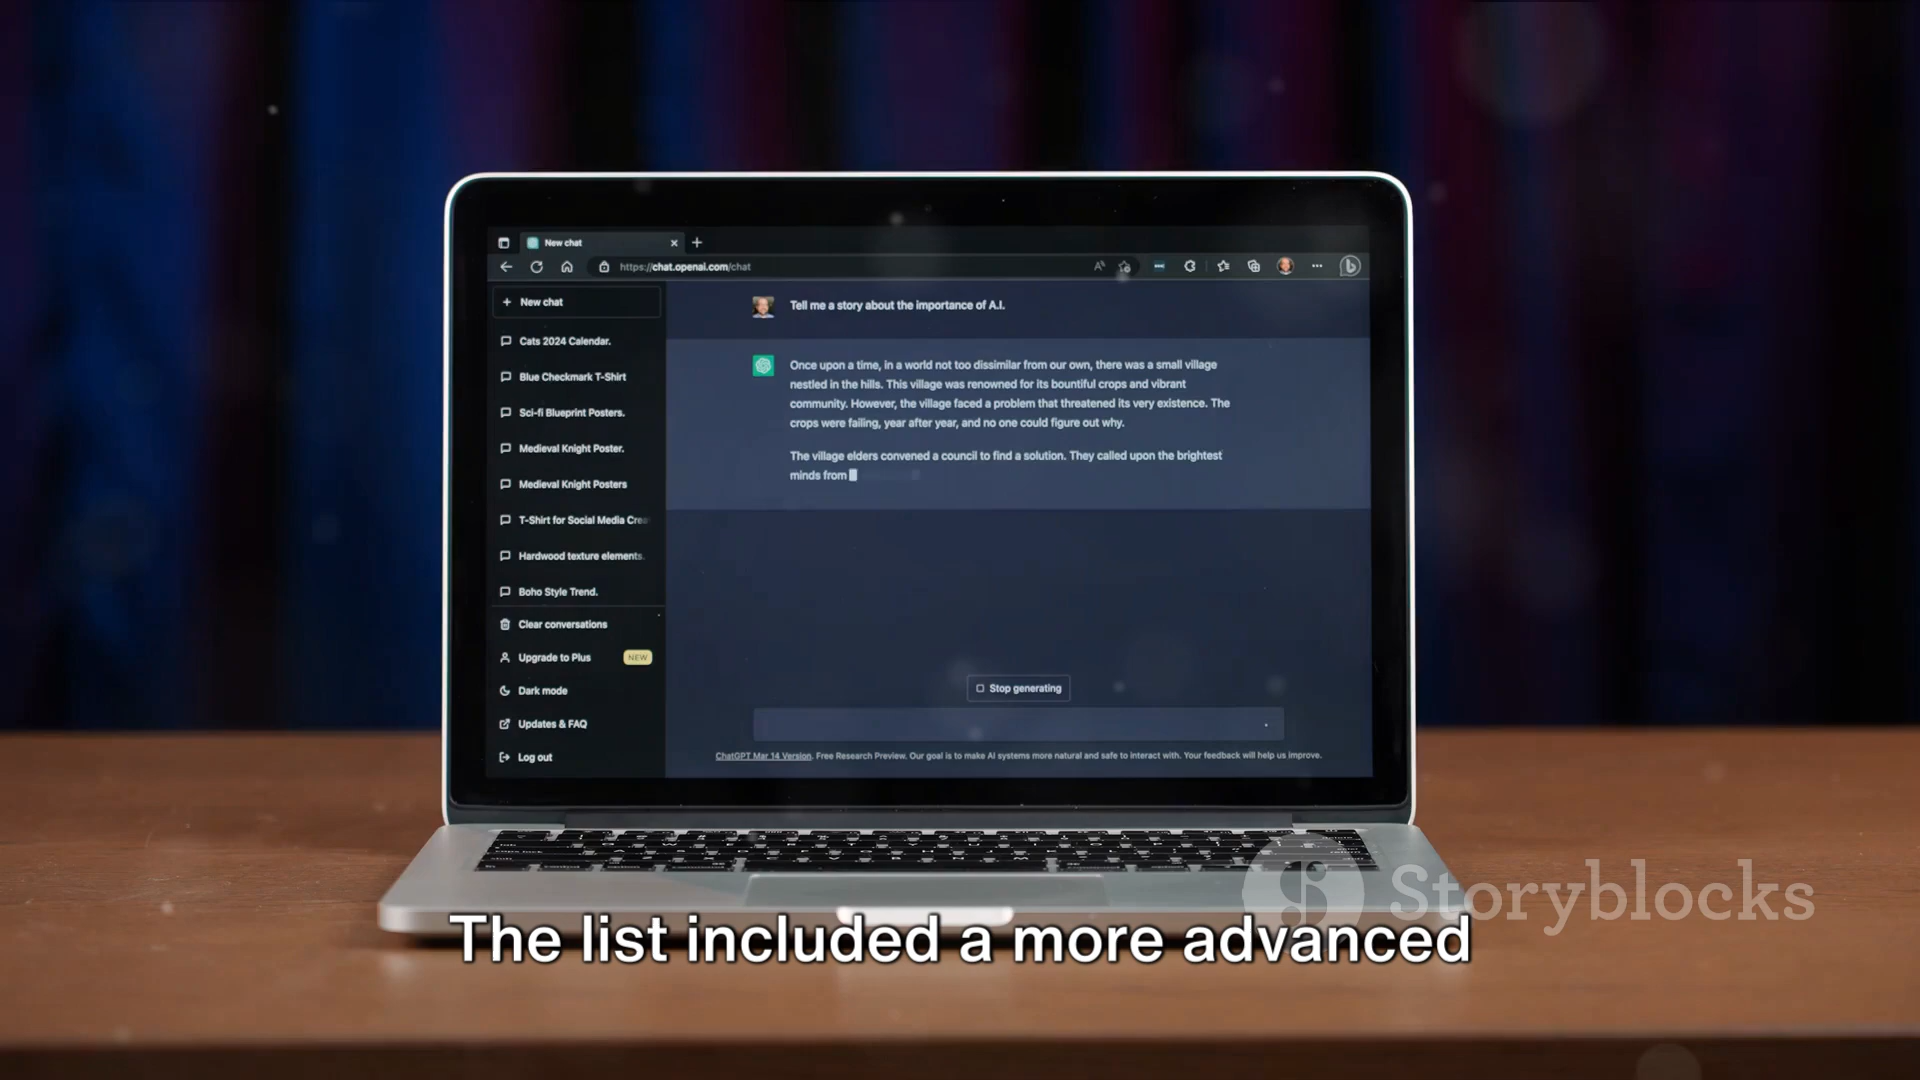 New chat
https://chat.openai.com/chat
New chat
Cats 2024 Calendar.
Blue Checkmark T-Shirt
Sci-fi Blueprint Posters.
Medieval Knight Poster.
Medieval Knight Posters
T-Shirt for Social Media Crea
Hardwood texture elements.
Boho Style Trend.
Clear conversations
Upgrade to Plus NEW
Dark mode
Updates & FAQ
Log out
Tell me a story about the importance of A.I.
Once upon a time, in a world not too dissimilar from our own, there was a small village
nestled in the hills. This village was renowned for its bountiful crops and vibrant
community. However, the village faced a problem that threatened its very existence. The
crops were failing, year after year, and no one could figure out why.
The village elders convened a council to find a solution. They called upon the brightest
minds from
Stop generating
ChatGPT Mar 14 Version. Free Research Preview. Our goal is to make AI systems more natural and safe to interact with. Your feedback will help us improve.
Storyblocks
The list included a more advanced